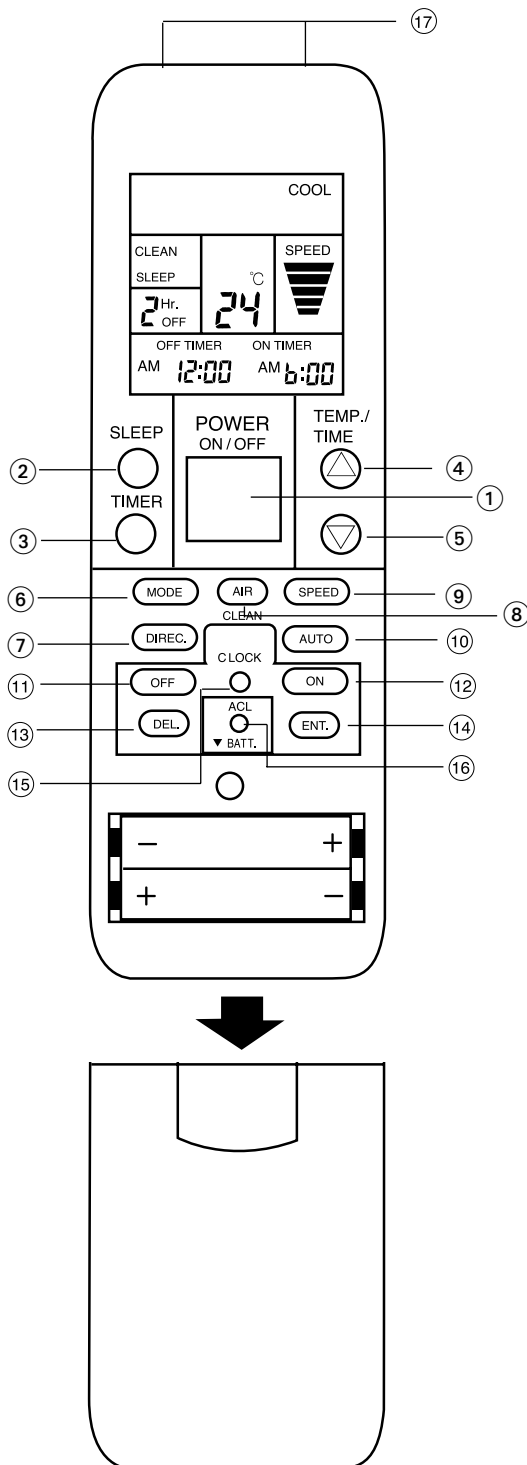 17
COOL
CLEAN
SPEED
SLEEP
°C
2 Hr.
OFF
24
OFF TIMER ON TIMER
AM 12:00 AM 6:00
SLEEP
POWER
ON / OFF
TEMP./
TIME
2
4
TIMER
1
3
5
6 MODE AIR SPEED 9
CLEAN
8
7 DIREC. AUTO 10
CLOCK
11 OFF ON 12
ACL
13 DEL. ENT. 14
▼ BATT.
15
16
− +
+ −